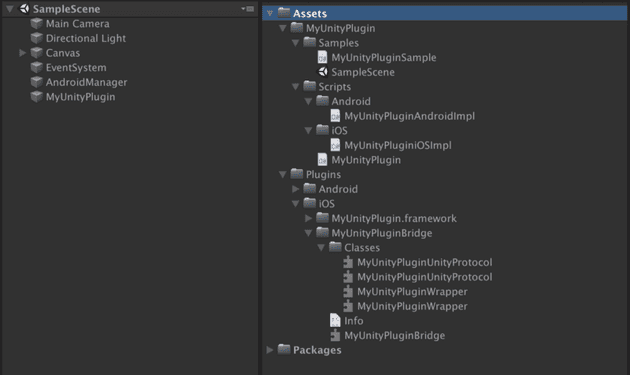 SampleScene
Main Camera
Directional Light
Canvas
EventSystem
AndroidManager
MyUnityPlugin
Assets
MyUnityPlugin
Samples
MyUnityPluginSample
SampleScene
Scripts
Android
MyUnityPluginAndroidImpl
iOS
MyUnityPluginiOSImpl
MyUnityPlugin
Plugins
Android
iOS
MyUnityPlugin.framework
MyUnityPluginBridge
Classes
MyUnityPluginUnityProtocol
MyUnityPluginUnityProtocol
MyUnityPluginWrapper
MyUnityPluginWrapper
Info
MyUnityPluginBridge
Packages